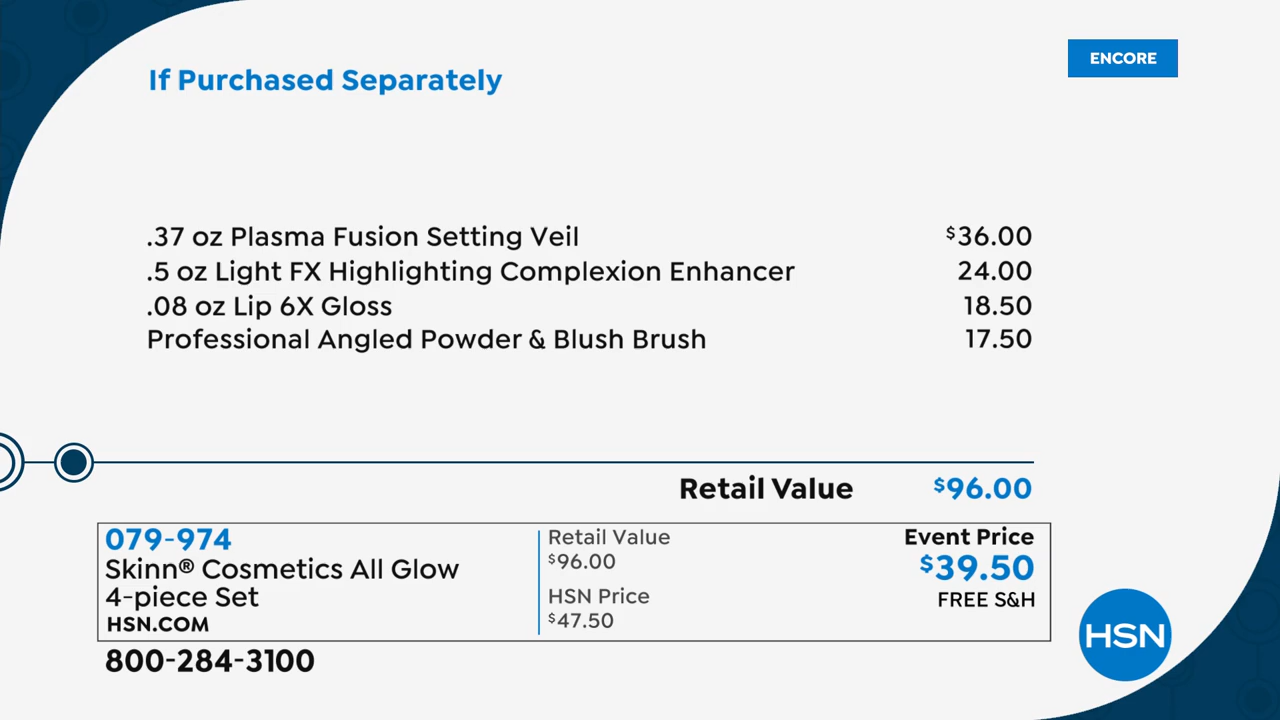 If Purchased Separately
ENCORE
.37 oz Plasma Fusion Setting Veil $36.00
.5 oz Light FX Highlighting Complexion Enhancer 24.00
.08 oz Lip 6X Gloss 18.50
Professional Angled Powder & Blush Brush 17.50
Retail Value $96.00
079-974
Skinn® Cosmetics All Glow
4-piece Set
HSN.COM
Retail Value
$96.00
HSN Price
$47.50
Event Price
$39.50
FREE S&H
HSN
800-284-3100